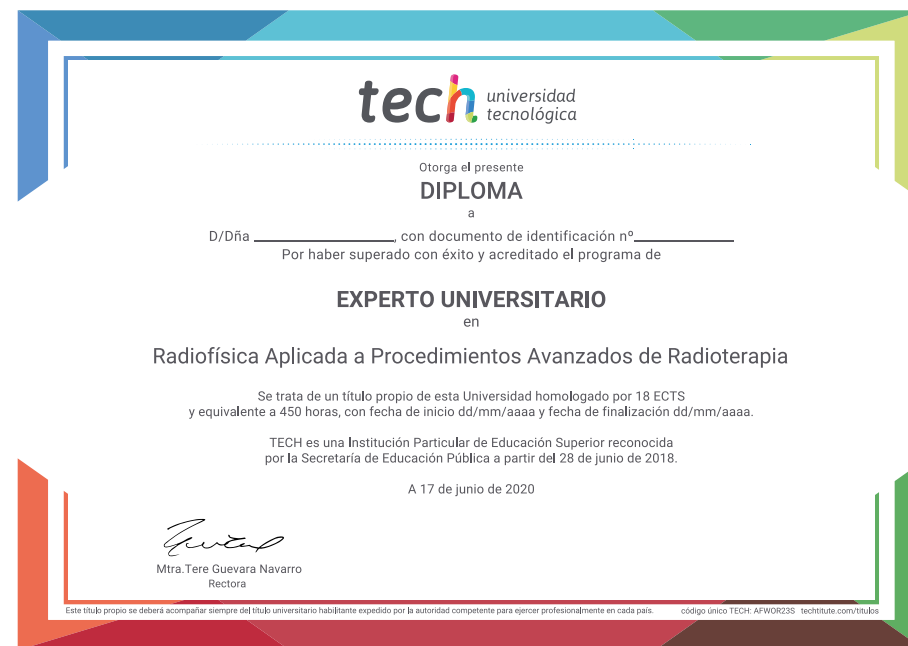 tech universidad
tecnológica
Otorga el presente
DIPLOMA
a
D/Dña ____________, con documento de identificación nº____________
Por haber superado con éxito y acreditado el programa de
EXPERTO UNIVERSITARIO
en
Radiofísica Aplicada a Procedimientos Avanzados de Radioterapia
Se trata de un título propio de esta Universidad homologado por 18 ECTS
y equivalente a 450 horas, con fecha de inicio dd/mm/aaaa y fecha de finalización dd/mm/aaaa.
TECH es una Institución Particular de Educación Superior reconocida
por la Secretaría de Educación Pública a partir del 28 de junio de 2018.
A 17 de junio de 2020
Mtra.Tere Guevara Navarro
Rectora
Este título propio se deberá acompañar siempre del título universitario habilitante expedido por la autoridad competente para ejercer profesionalmente en cada país. código único TECH: AFWOR23S techtitute.com/titulos